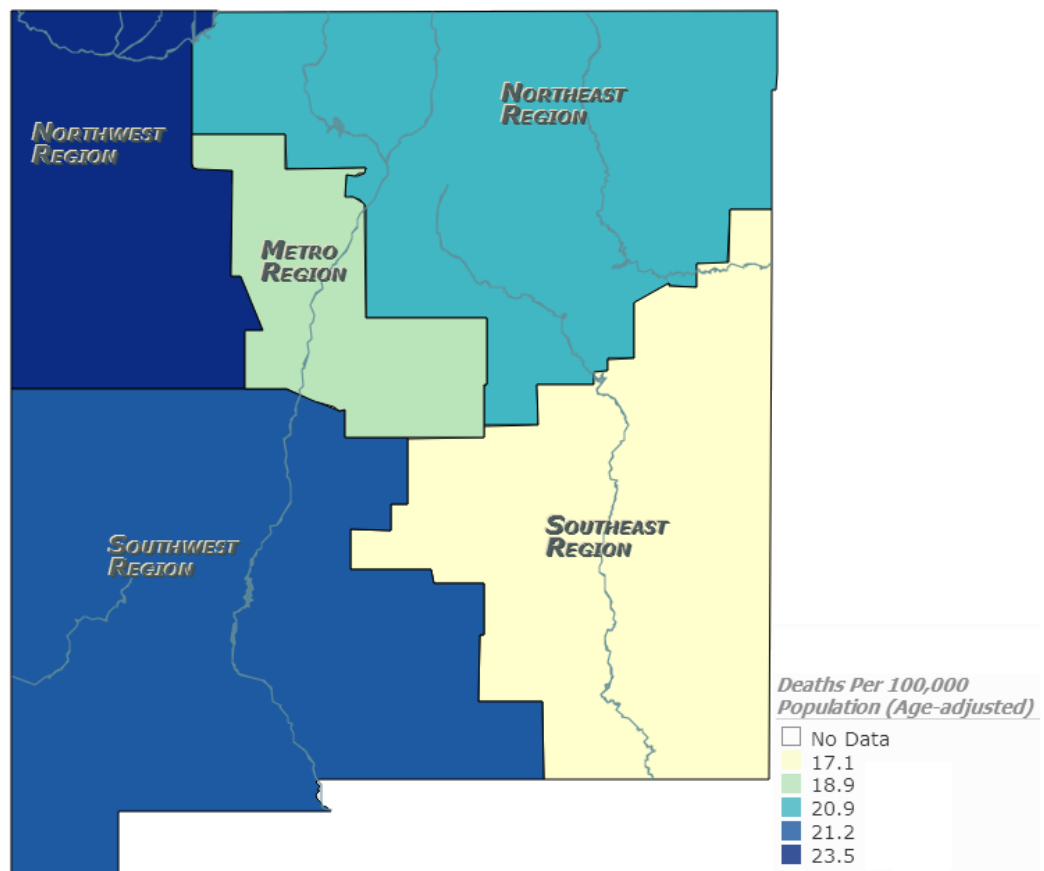 Northeast
Region
Northwest
Region
Metro
Region
Southeast
Region
Southwest
Region
Deaths Per 100,000
Population (Age-adjusted)
No Data
17.1
18.9
20.9
21.2
23.5